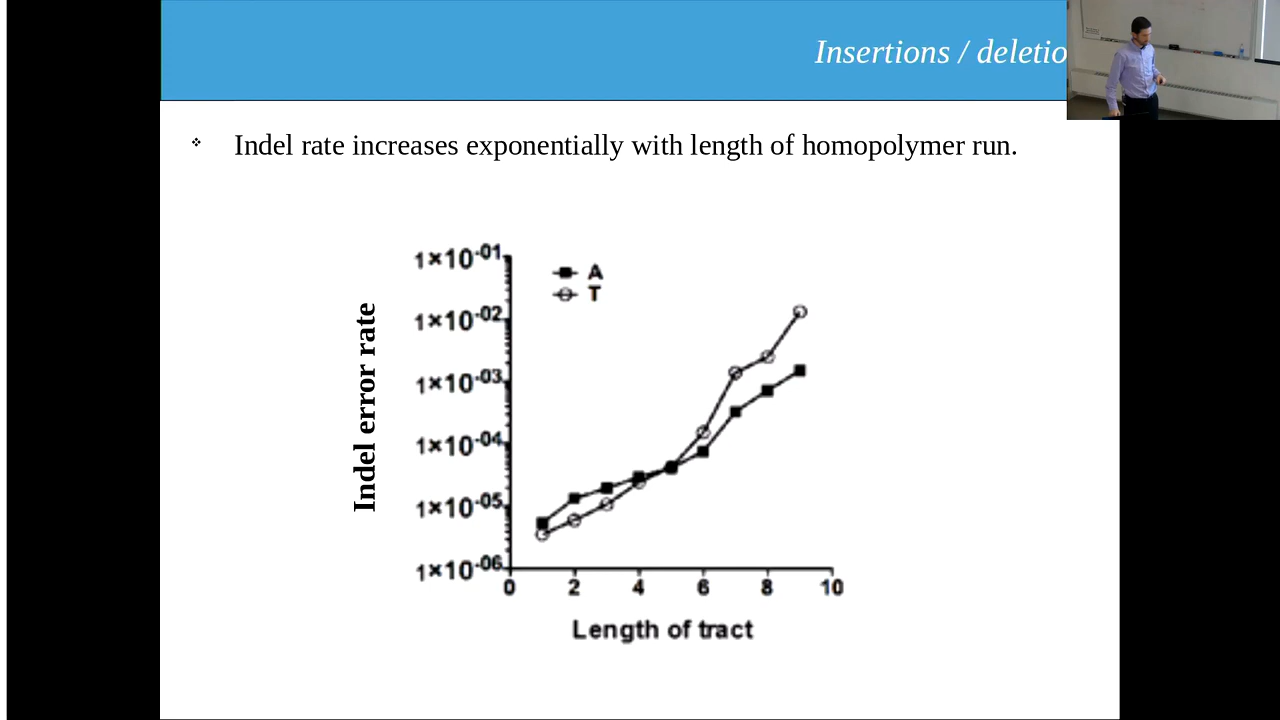 Insertions / deletio
❖ Indel rate increases exponentially with length of homopolymer run.
1×10-01
A
T
1×10-02
1×10-03
1×10-04
1×10-05
1×10-06
Indel error rate
0 2 4 6 8 10
Length of tract